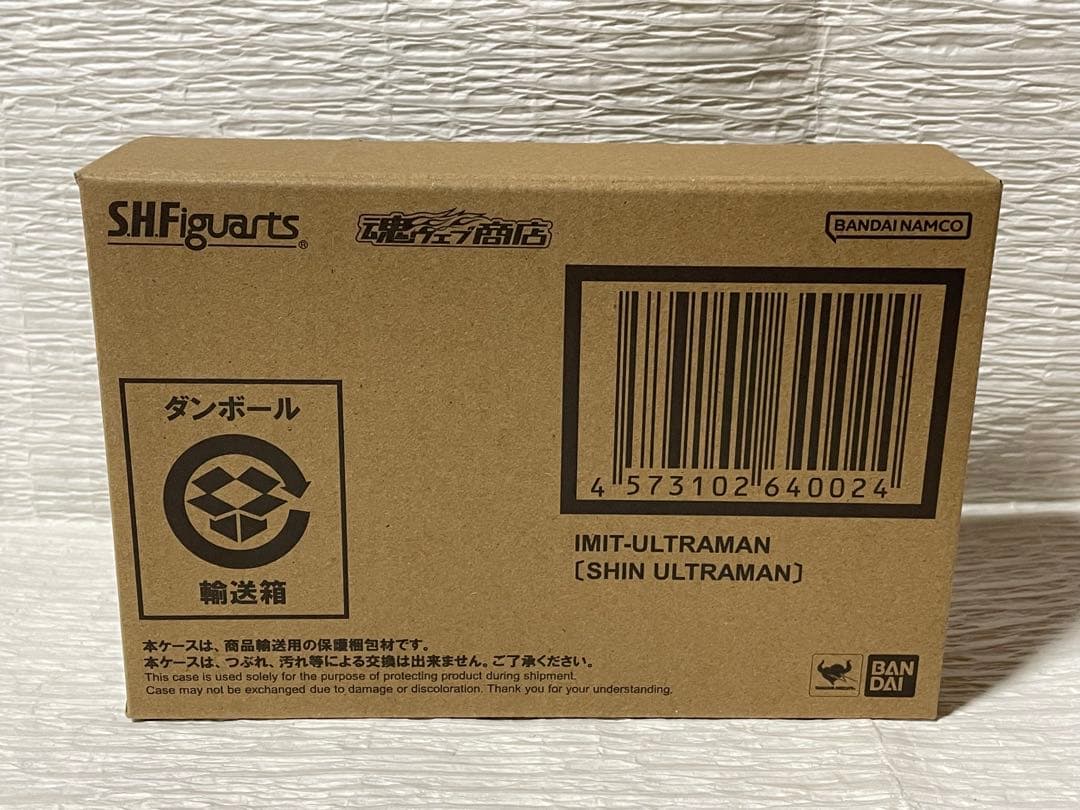 S.H.Figuarts®
魂ウェブ商店
BANDAI NAMCO
4 573102 640024
IMIT-ULTRAMAN
〔SHIN ULTRAMAN〕
ダンボール
輸送箱
本ケースは、商品輸送用の保護梱包材です。
本ケースは、つぶれ、汚れ等による交換は出来ません。ご了承ください。
This case is used solely for the purpose of protecting product during shipment.
Case may not be exchanged due to damage or discoloration. Thank you for your understanding.
BAN
DAI